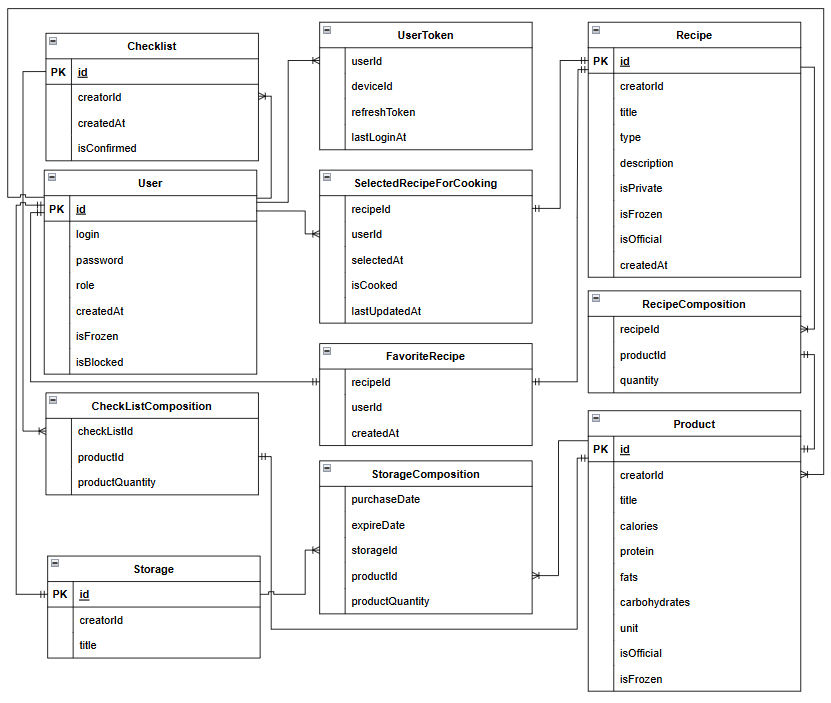 Checklist
PK id
creatorId
createdAt
isConfirmed
User
PK id
login
password
role
createdAt
isFrozen
isBlocked
CheckListComposition
checkListId
productId
productQuantity
Storage
PK id
creatorId
title
UserToken
userId
deviceId
refreshToken
lastLoginAt
SelectedRecipeForCooking
recipeId
userId
selectedAt
isCooked
lastUpdatedAt
FavoriteRecipe
recipeId
userId
createdAt
StorageComposition
purchaseDate
expireDate
storageId
productId
productQuantity
Recipe
PK id
creatorId
title
type
description
isPrivate
isFrozen
isOfficial
createdAt
RecipeComposition
recipeId
productId
quantity
Product
PK id
creatorId
title
calories
protein
fats
carbohydrates
unit
isOfficial
isFrozen